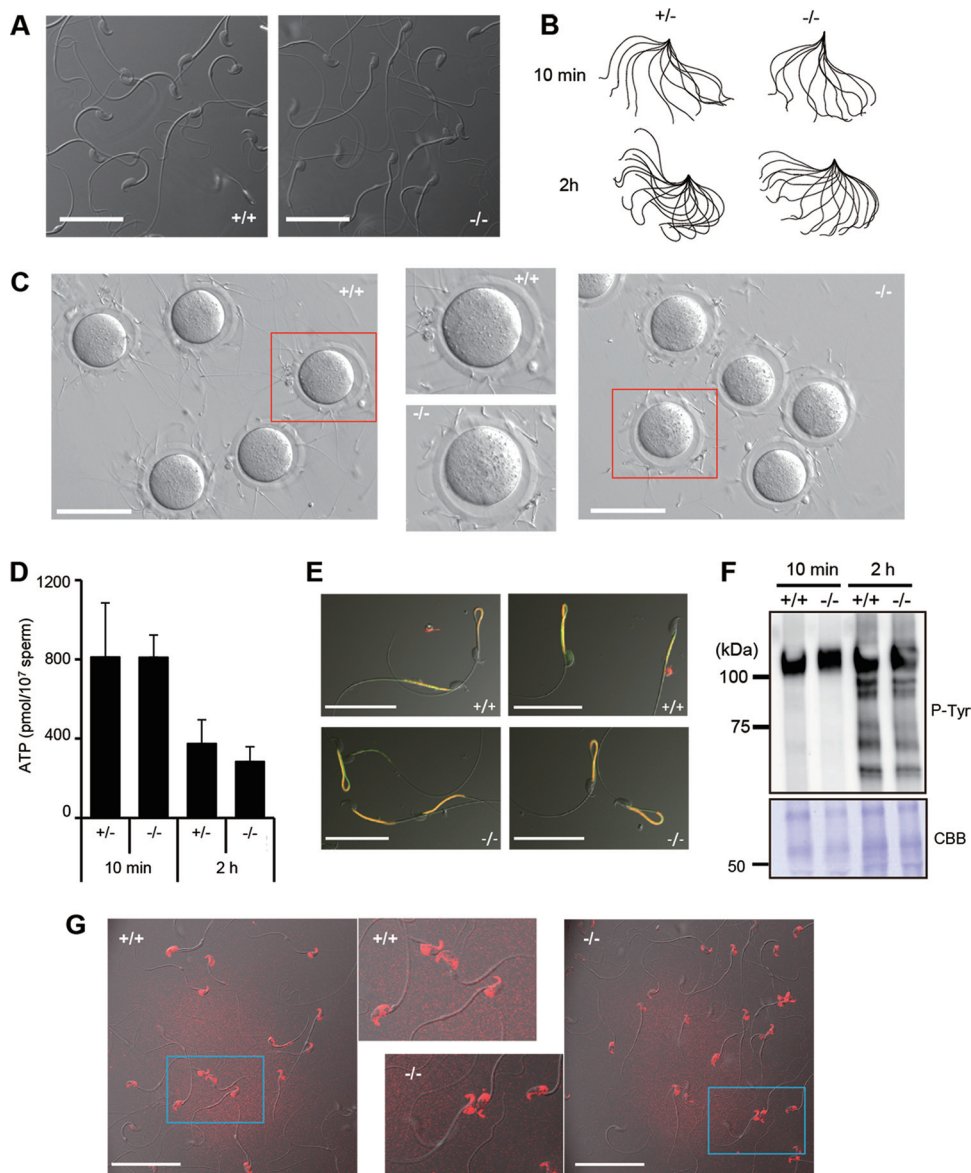 A
+/+
-/-
B
+/-
-/-
10 min
2h
C
+/+
+/+
-/-
-/-
D
ATP (pmol/10⁷ sperm)
1200
800
400
0
+/- -/- +/- -/-
10 min 2 h
E
+/+
+/+
-/-
-/-
F
10 min 2 h
+/+ -/- +/+ -/-
(kDa)
100
75
P-Tyr
50
CBB
G
+/+
+/+
-/-
-/-